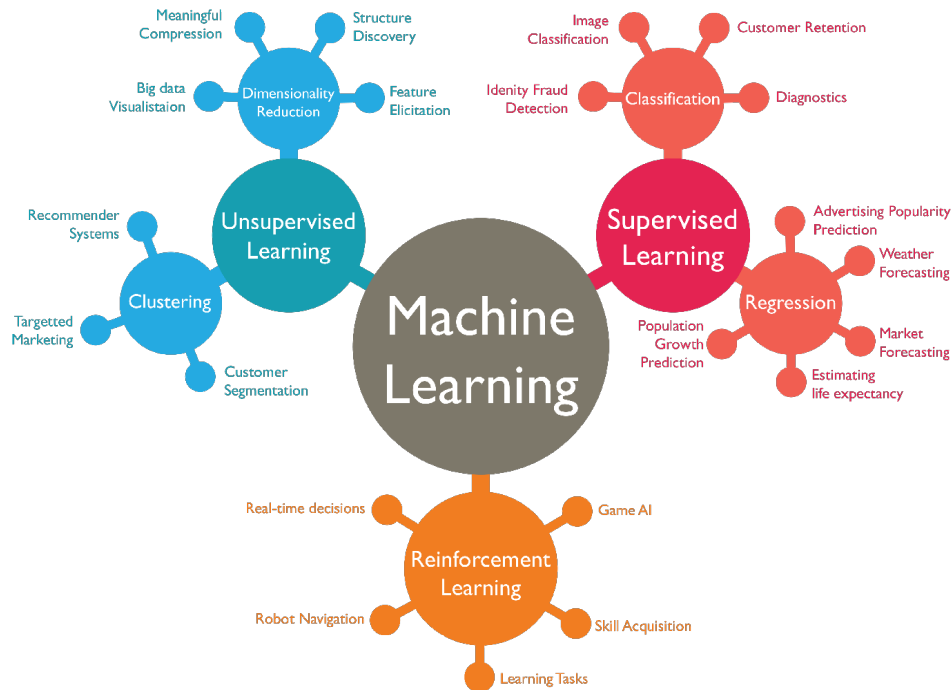 Machine
Learning
Unsupervised
Learning
Dimensionality
Reduction
Meaningful
Compression
Structure
Discovery
Big data
Visualistaion
Feature
Elicitation
Clustering
Recommender
Systems
Targetted
Marketing
Customer
Segmentation
Supervised
Learning
Classification
Image
Classification
Customer Retention
Idenity Fraud
Detection
Diagnostics
Regression
Advertising Popularity
Prediction
Weather
Forecasting
Population
Growth
Prediction
Market
Forecasting
Estimating
life expectancy
Reinforcement
Learning
Real-time decisions
Game AI
Robot Navigation
Skill Acquisition
Learning Tasks